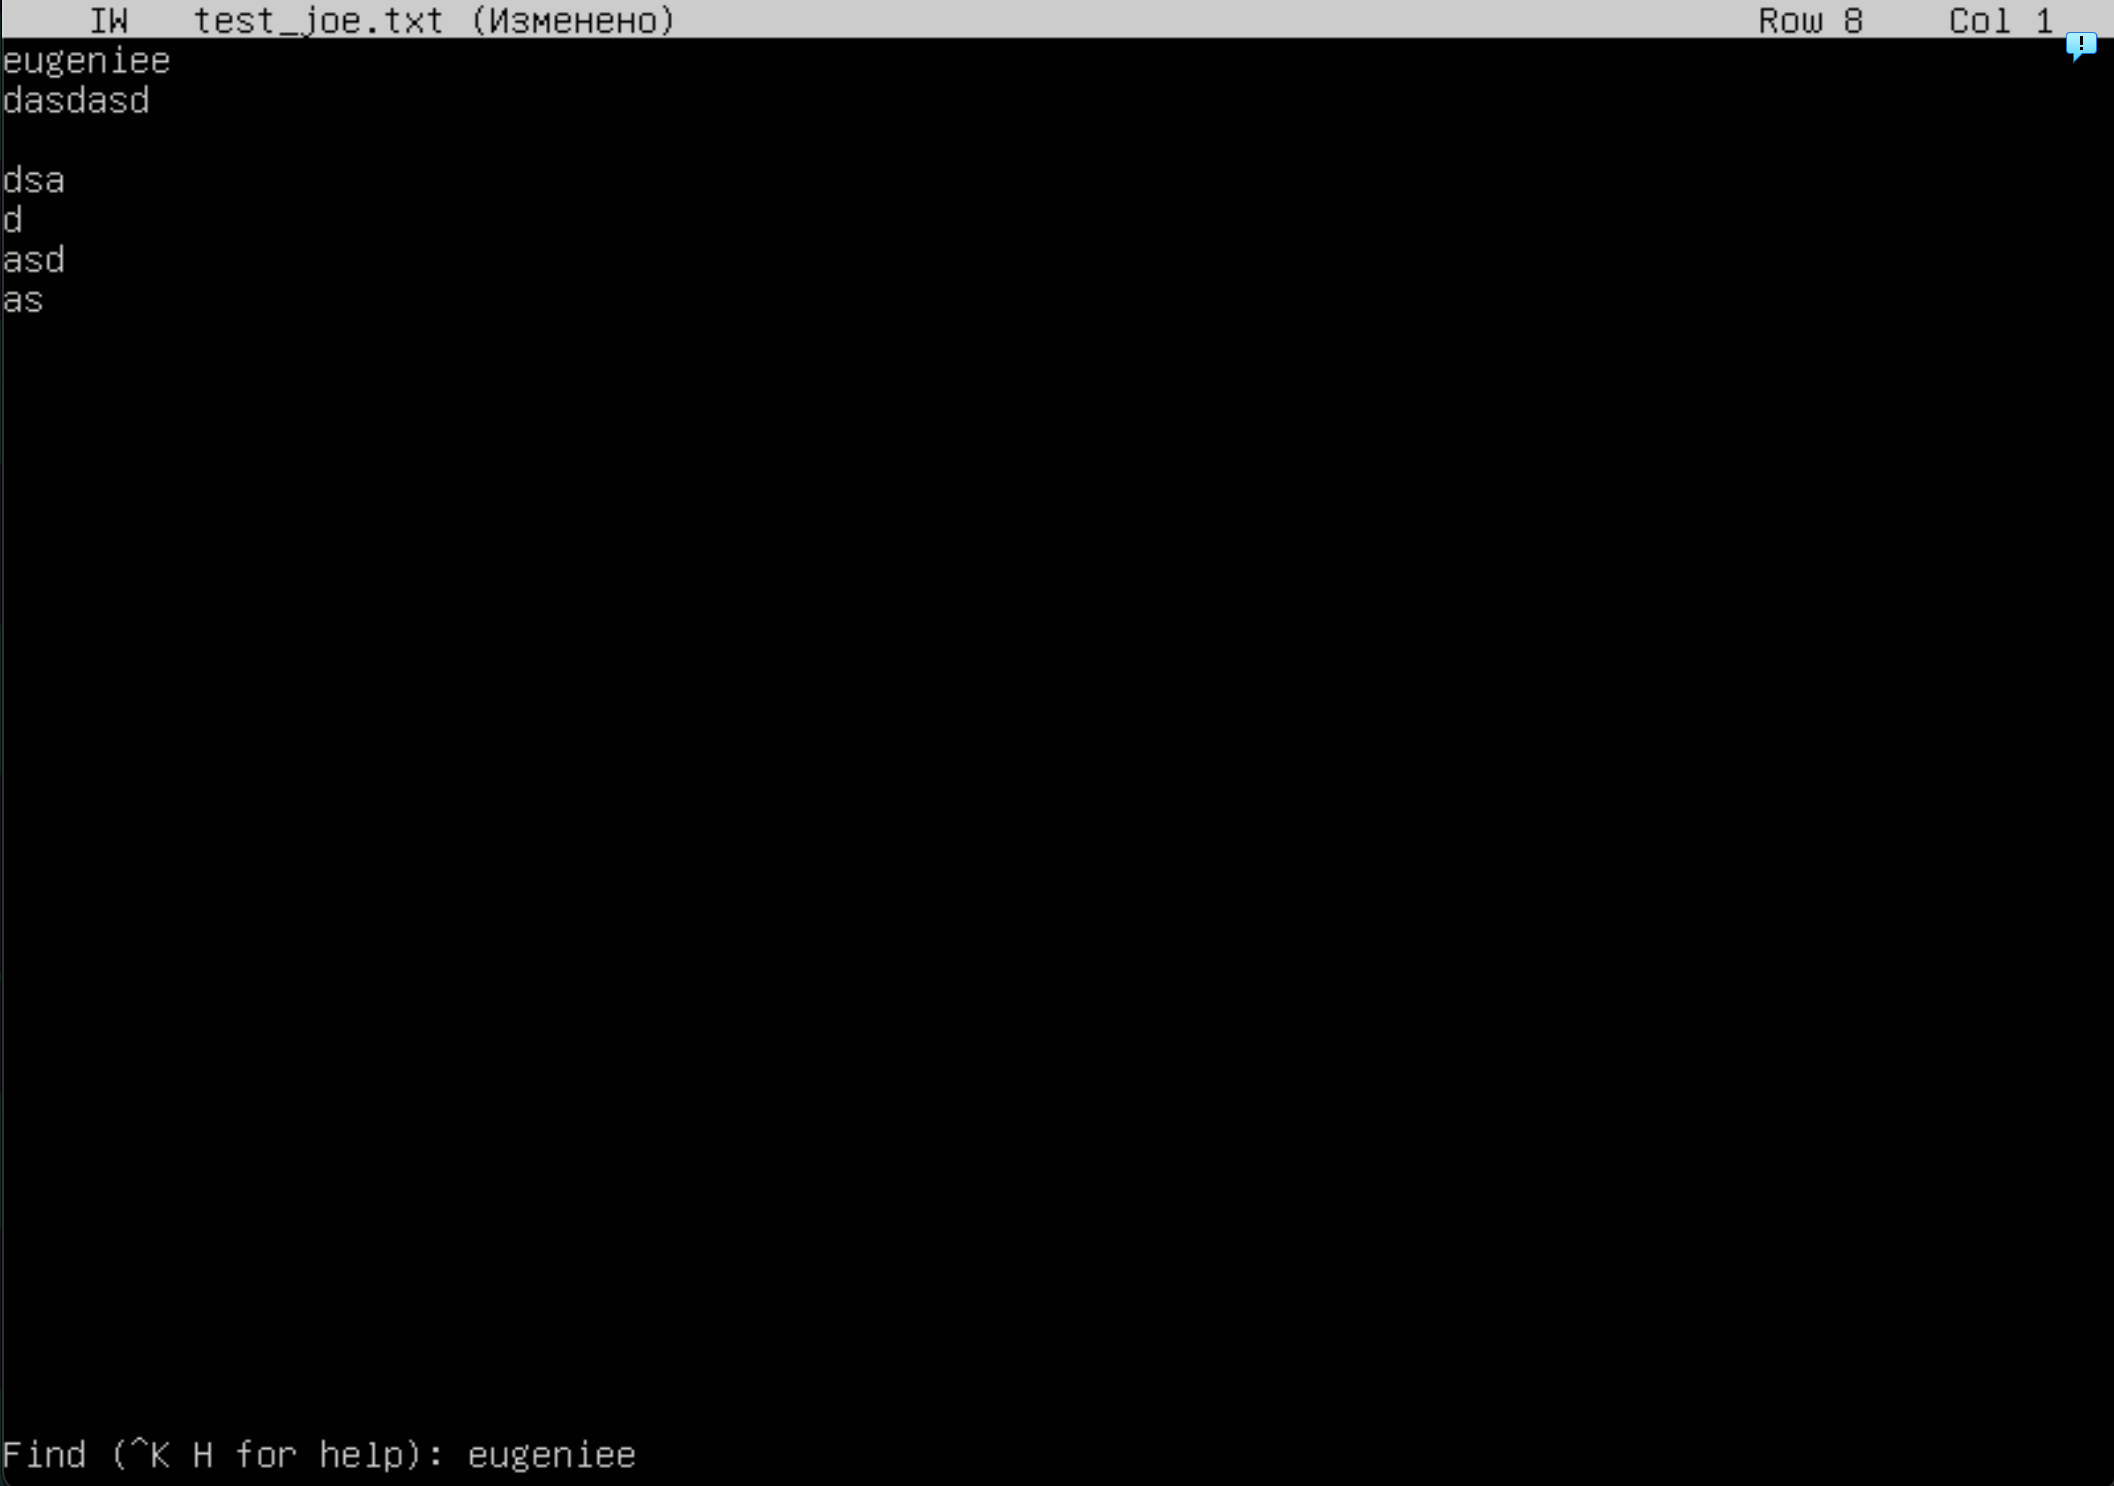 IW test_joe.txt (Изменено) Row 8 Col 1
!
eugeniee
dasdasd
dsa
d
asd
as
Find (^K H for help): eugeniee